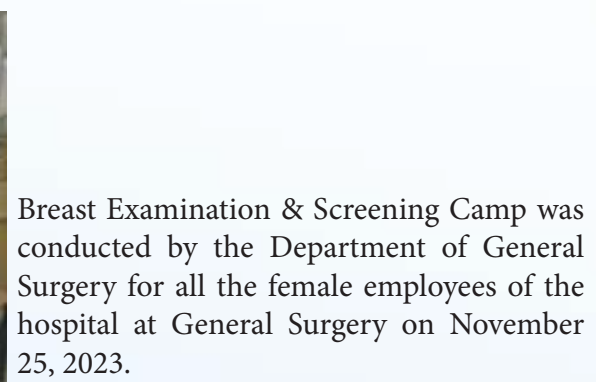 Breast Examination & Screening Camp was
conducted by the Department of General
Surgery for all the female employees of the
hospital at General Surgery on November
25, 2023.